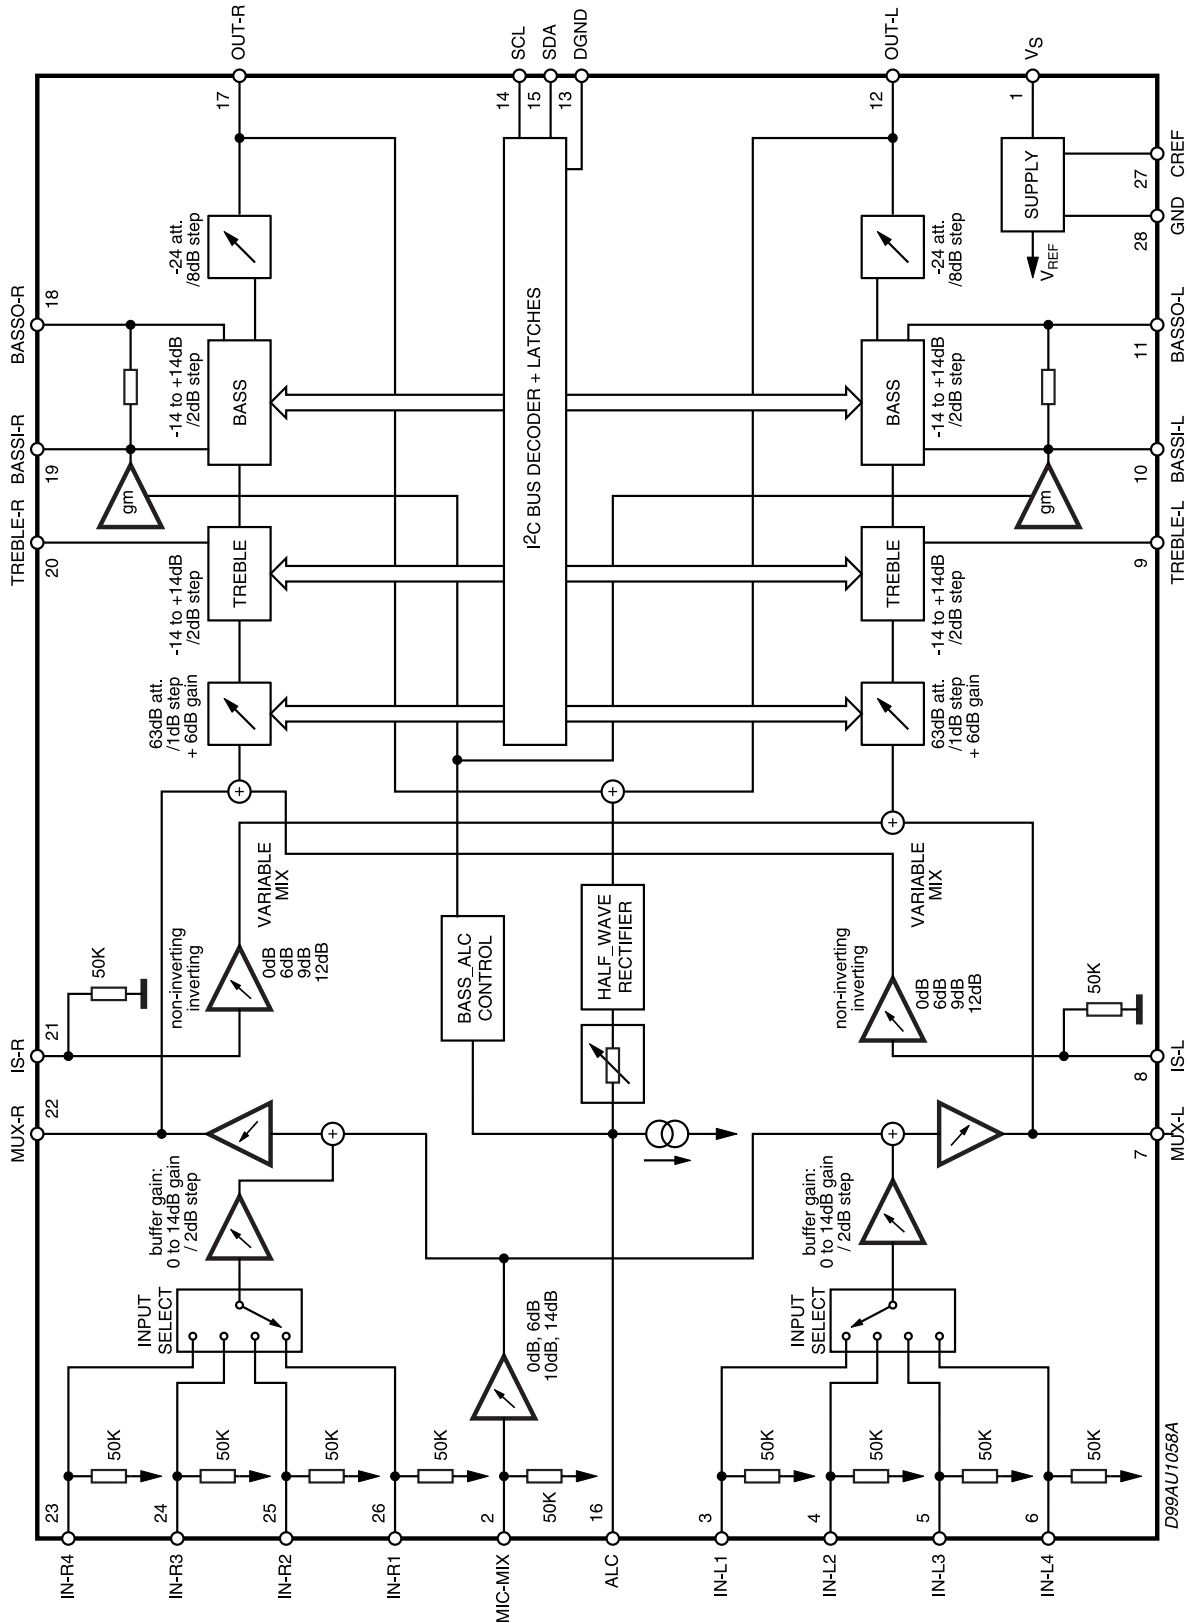 OUT-R
SCL
SDA
DGND
OUT-L
VS
17
14
15
13
12
1
CREF
27
GND
28
SUPPLY
VREF
-24 att.
/8dB step
-24 att.
/8dB step
BASSO-R
18
BASSO-L
11
-14 to +14dB
/2dB step
BASS
I2C BUS DECODER + LATCHES
BASS
-14 to +14dB
/2dB step
BASSI-R
19
BASSI-L
10
gm
gm
TREBLE-R
20
TREBLE-L
9
-14 to +14dB
/2dB step
TREBLE
TREBLE
-14 to +14dB
/2dB step
63dB att.
/1dB step
+ 6dB gain
63dB att.
/1dB step
+ 6dB gain
+
+
+
VARIABLE
MIX
VARIABLE
MIX
50K
non-inverting
inverting
0dB
6dB
9dB
12dB
BASS_ALC
CONTROL
HALF_WAVE
RECTIFIER
non-inverting
inverting
0dB
6dB
9dB
12dB
50K
IS-R
21
IS-L
8
MUX-R
22
MUX-L
7
+
+
buffer gain:
0 to 14dB gain
/ 2dB step
buffer gain:
0 to 14dB gain
/ 2dB step
INPUT
SELECT
INPUT
SELECT
0dB, 6dB
10dB, 14dB
50K
50K
50K
50K
50K
50K
50K
50K
50K
23
24
25
26
2
16
3
4
5
6
IN-R4
IN-R3
IN-R2
IN-R1
MIC-MIX
ALC
IN-L1
IN-L2
IN-L3
IN-L4
D99AU1058A